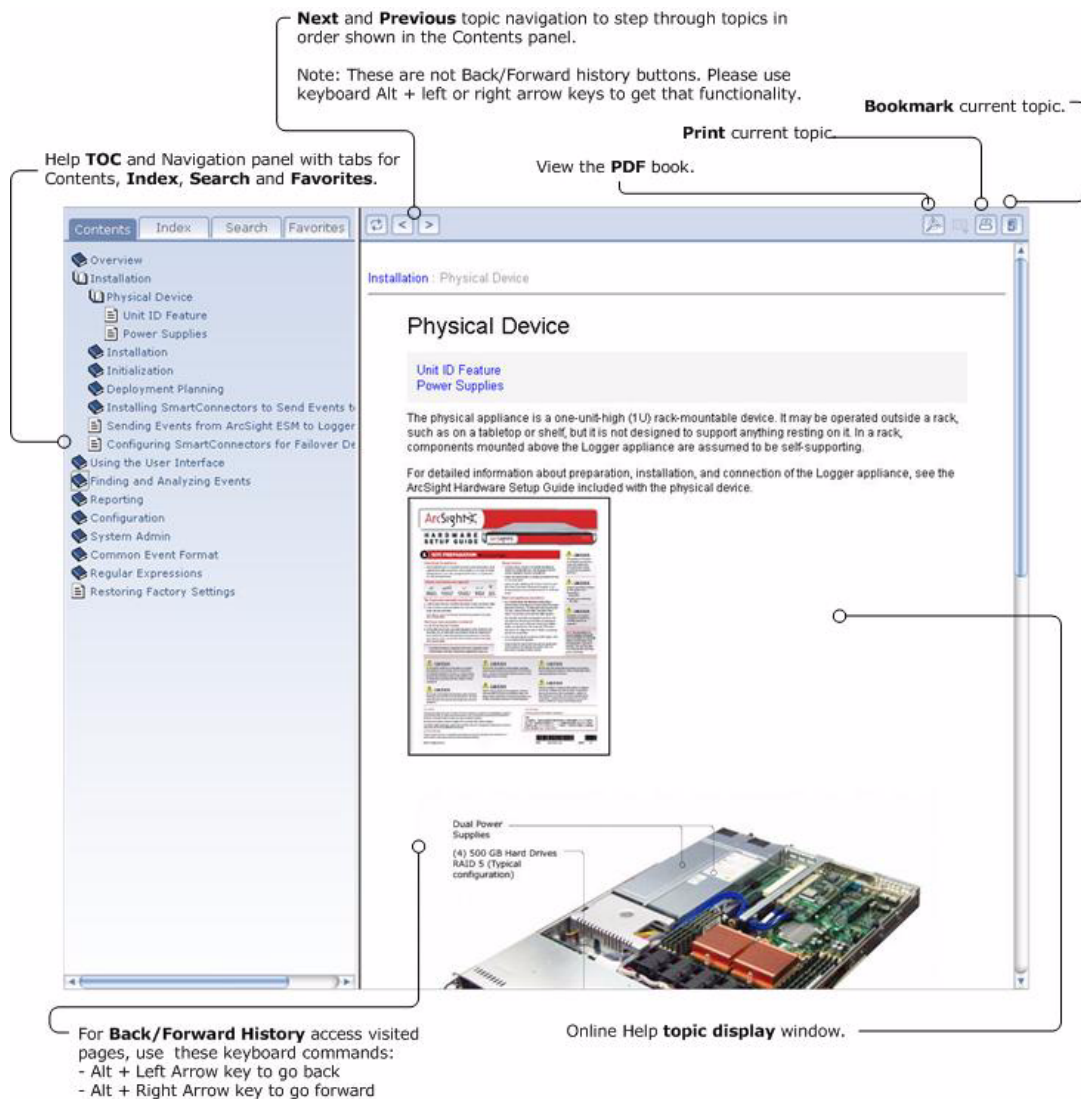 Next and Previous topic navigation to step through topics in
order shown in the Contents panel.
Note: These are not Back/Forward history buttons. Please use
keyboard Alt + left or right arrow keys to get that functionality.
Bookmark current topic.
Print current topic.
View the PDF book.
Help TOC and Navigation panel with tabs for
Contents, Index, Search and Favorites.
Contents Index Search Favorites
Overview
Installation
Physical Device
Unit ID Feature
Power Supplies
Installation
Initialization
Deployment Planning
Installing SmartConnectors to Send Events t
Sending Events from ArcSight ESM to Logger
Configuring SmartConnectors for Failover De
Using the User Interface
Finding and Analyzing Events
Reporting
Configuration
System Admin
Common Event Format
Regular Expressions
Restoring Factory Settings
< >
Installation : Physical Device
Physical Device
Unit ID Feature
Power Supplies
The physical appliance is a one-unit-high (1U) rack-mountable device. It may be operated outside a rack,
such as on a tabletop or shelf, but it is not designed to support anything resting on it. In a rack,
components mounted above the Logger appliance are assumed to be self-supporting.
For detailed information about preparation, installation, and connection of the Logger appliance, see the
ArcSight Hardware Setup Guide included with the physical device.
ArcSight
HARDWARE
SETUP GUIDE
Dual Power
Supplies
(4) 500 GB Hard Drives
RAID 5 (Typical
configuration)
For Back/Forward History access visited
pages, use these keyboard commands:
- Alt + Left Arrow key to go back
- Alt + Right Arrow key to go forward
Online Help topic display window.